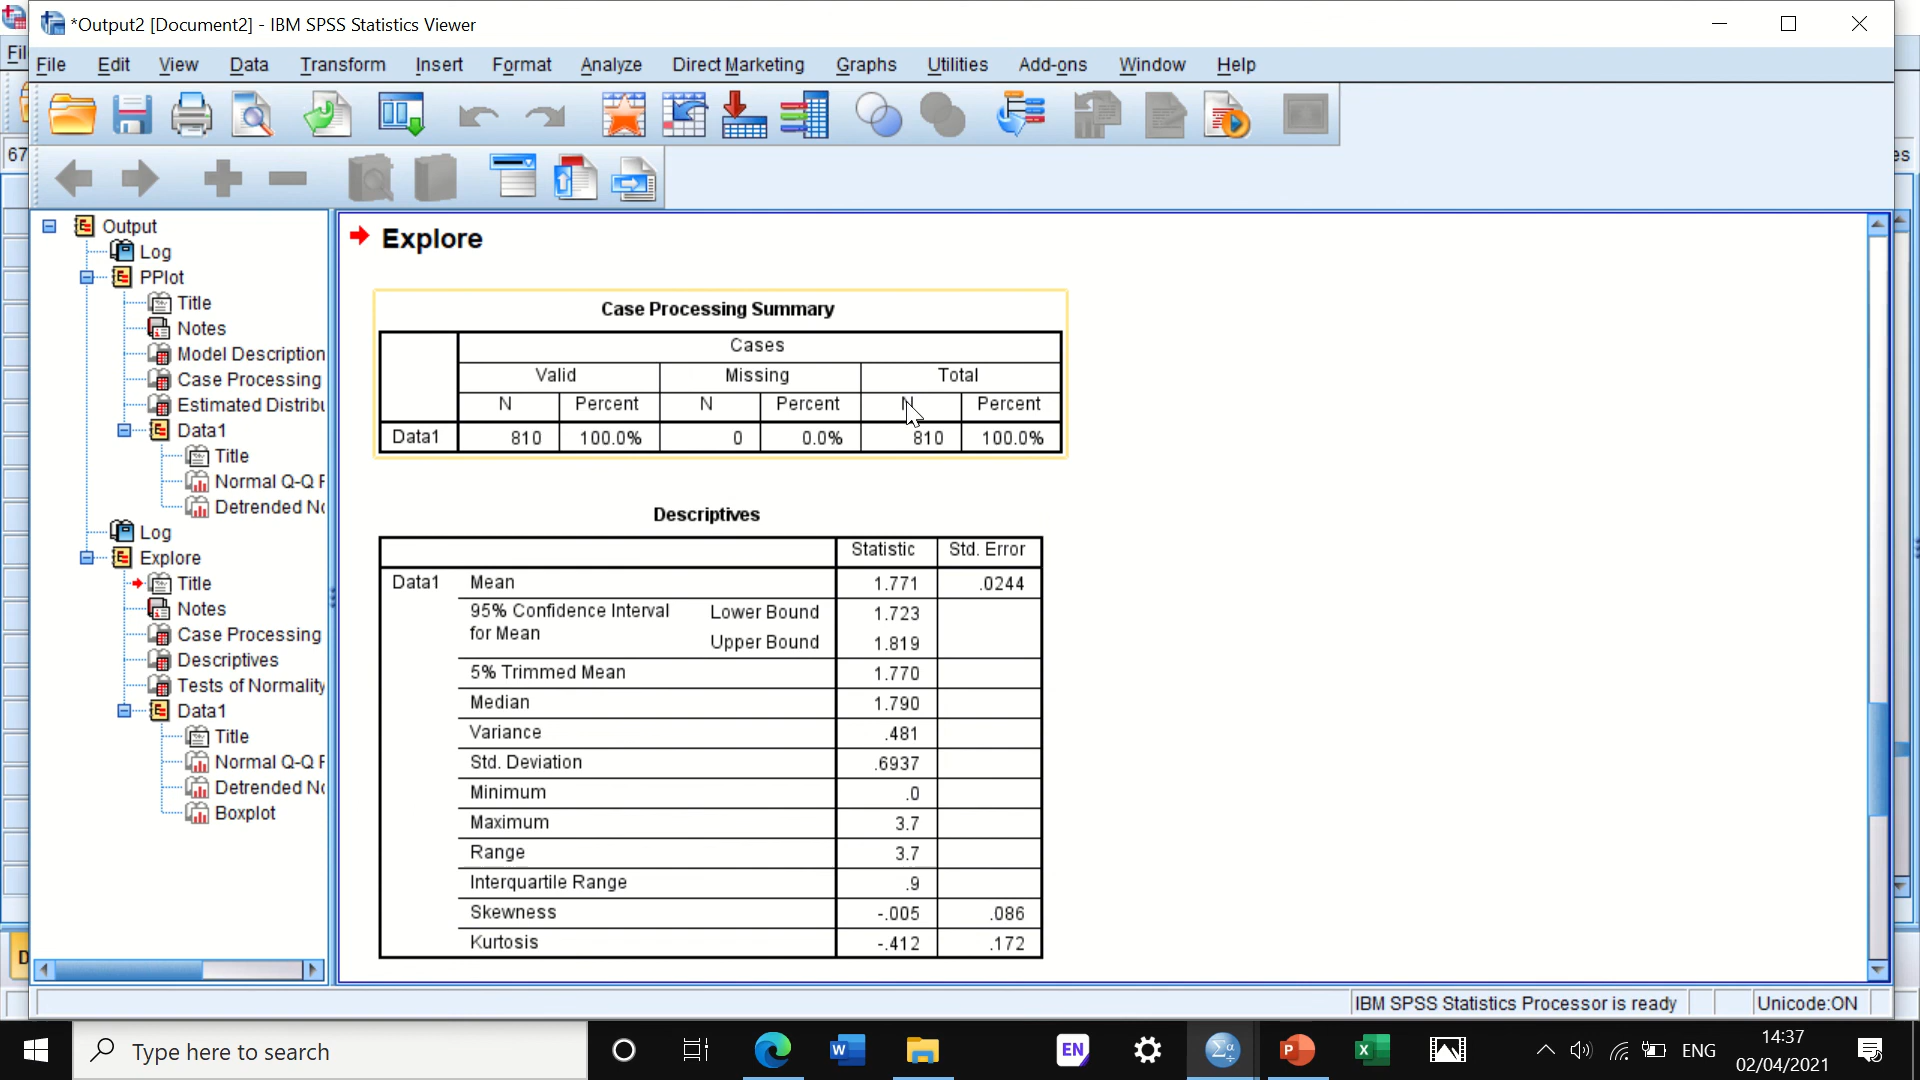 *Output2 [Document2] - IBM SPSS Statistics Viewer
File Edit View Data Transform Insert Format Analyze Direct Marketing Graphs Utilities Add-ons Window Help
67
Output
Log
PPlot
Title
Notes
Model Description
Case Processing
Estimated Distribu
Data1
Title
Normal Q-Q P
Detrended No
Log
Explore
Title
Notes
Case Processing
Descriptives
Tests of Normality
Data1
Title
Normal Q-Q P
Detrended No
Boxplot
Explore
Case Processing Summary
Cases
Valid Missing Total
N Percent N Percent N Percent
Data1 810 100.0% 0 0.0% 810 100.0%
Descriptives
Statistic Std. Error
Data1 Mean 1.771 .0244
95% Confidence Interval for Mean Lower Bound 1.723
Upper Bound 1.819
5% Trimmed Mean 1.770
Median 1.790
Variance .481
Std. Deviation .6937
Minimum .0
Maximum 3.7
Range 3.7
Interquartile Range .9
Skewness -.005 .086
Kurtosis -.412 .172
IBM SPSS Statistics Processor is ready Unicode:ON
Type here to search
EN
ENG
14:37
02/04/2021